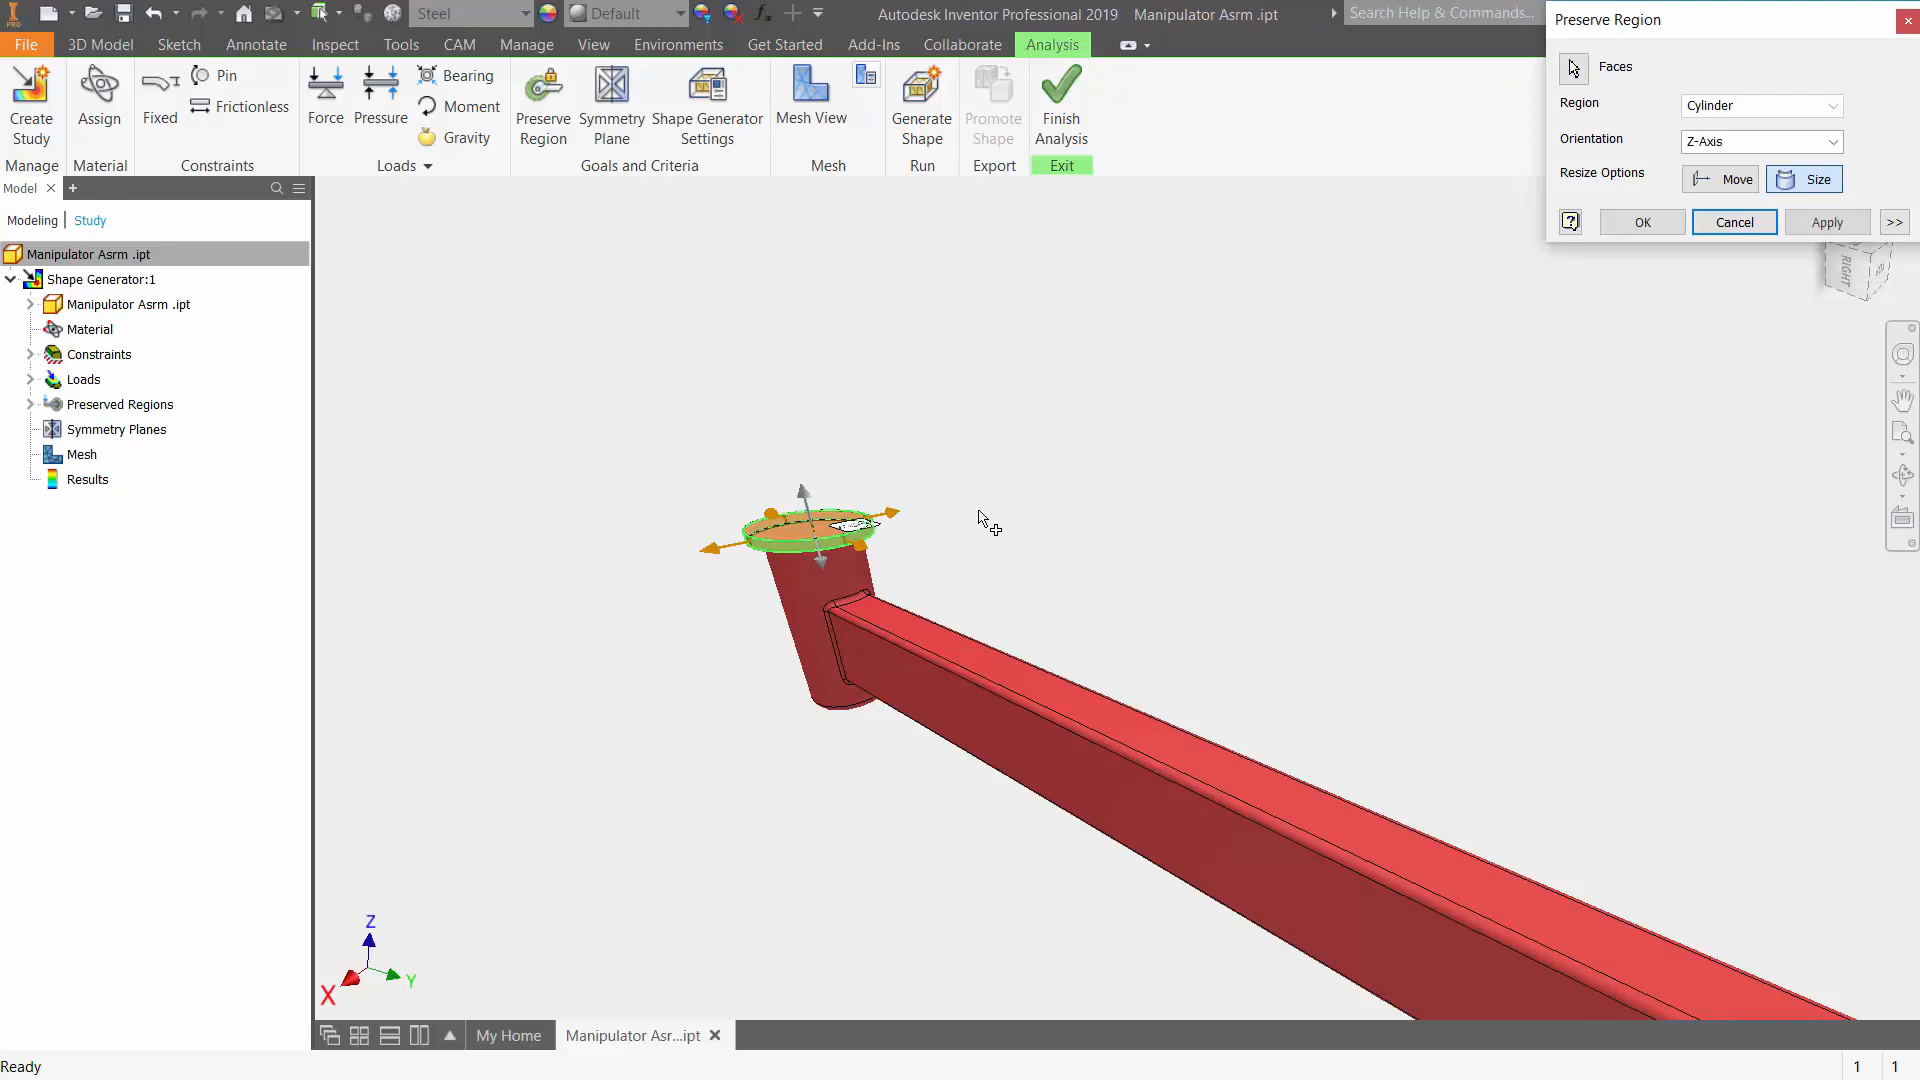 PRO
Steel
Default
Autodesk Inventor Professional 2019 Manipulator Asrm .ipt
Search Help & Commands...
File 3D Model Sketch Annotate Inspect Tools CAM Manage View Environments Get Started Add-Ins Collaborate Analysis
Create Study
Manage
Assign
Material
Fixed
Pin
Frictionless
Constraints
Force
Pressure
Bearing
Moment
Gravity
Loads
Preserve Region
Symmetry Plane
Shape Generator Settings
Goals and Criteria
Mesh View
Mesh
Generate Shape
Run
Promote Shape
Export
Finish Analysis
Exit
Preserve Region
Faces
Region Cylinder
Orientation Z-Axis
Resize Options Move Size
OK Cancel Apply >>
Model
Modeling | Study
Manipulator Asrm .ipt
Shape Generator:1
Manipulator Asrm .ipt
Material
Constraints
Loads
Preserved Regions
Symmetry Planes
Mesh
Results
RIGHT
Z
Y
X
My Home
Manipulator Asr...ipt
Ready
1 1